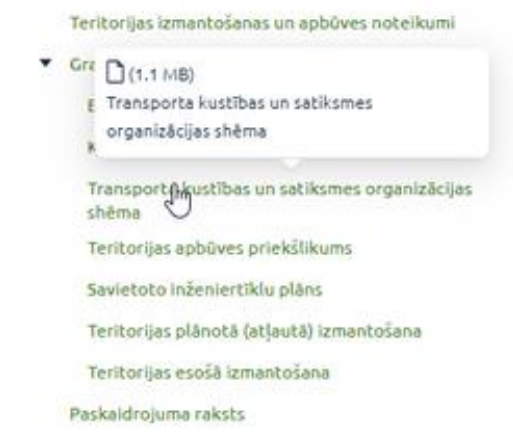 Teritorijas izmantošanas un apbūves noteikumi
(1.1 MB)
Transporta kustības un satiksmes
organizācijas shēma
Transporta kustības un satiksmes organizācijas
shēma
Teritorijas apbūves priekšlikums
Savietoto inženiertīklu plāns
Teritorijas plānotā (atļautā) izmantošana
Teritorijas esošā izmantošana
Paskaidrojuma raksts